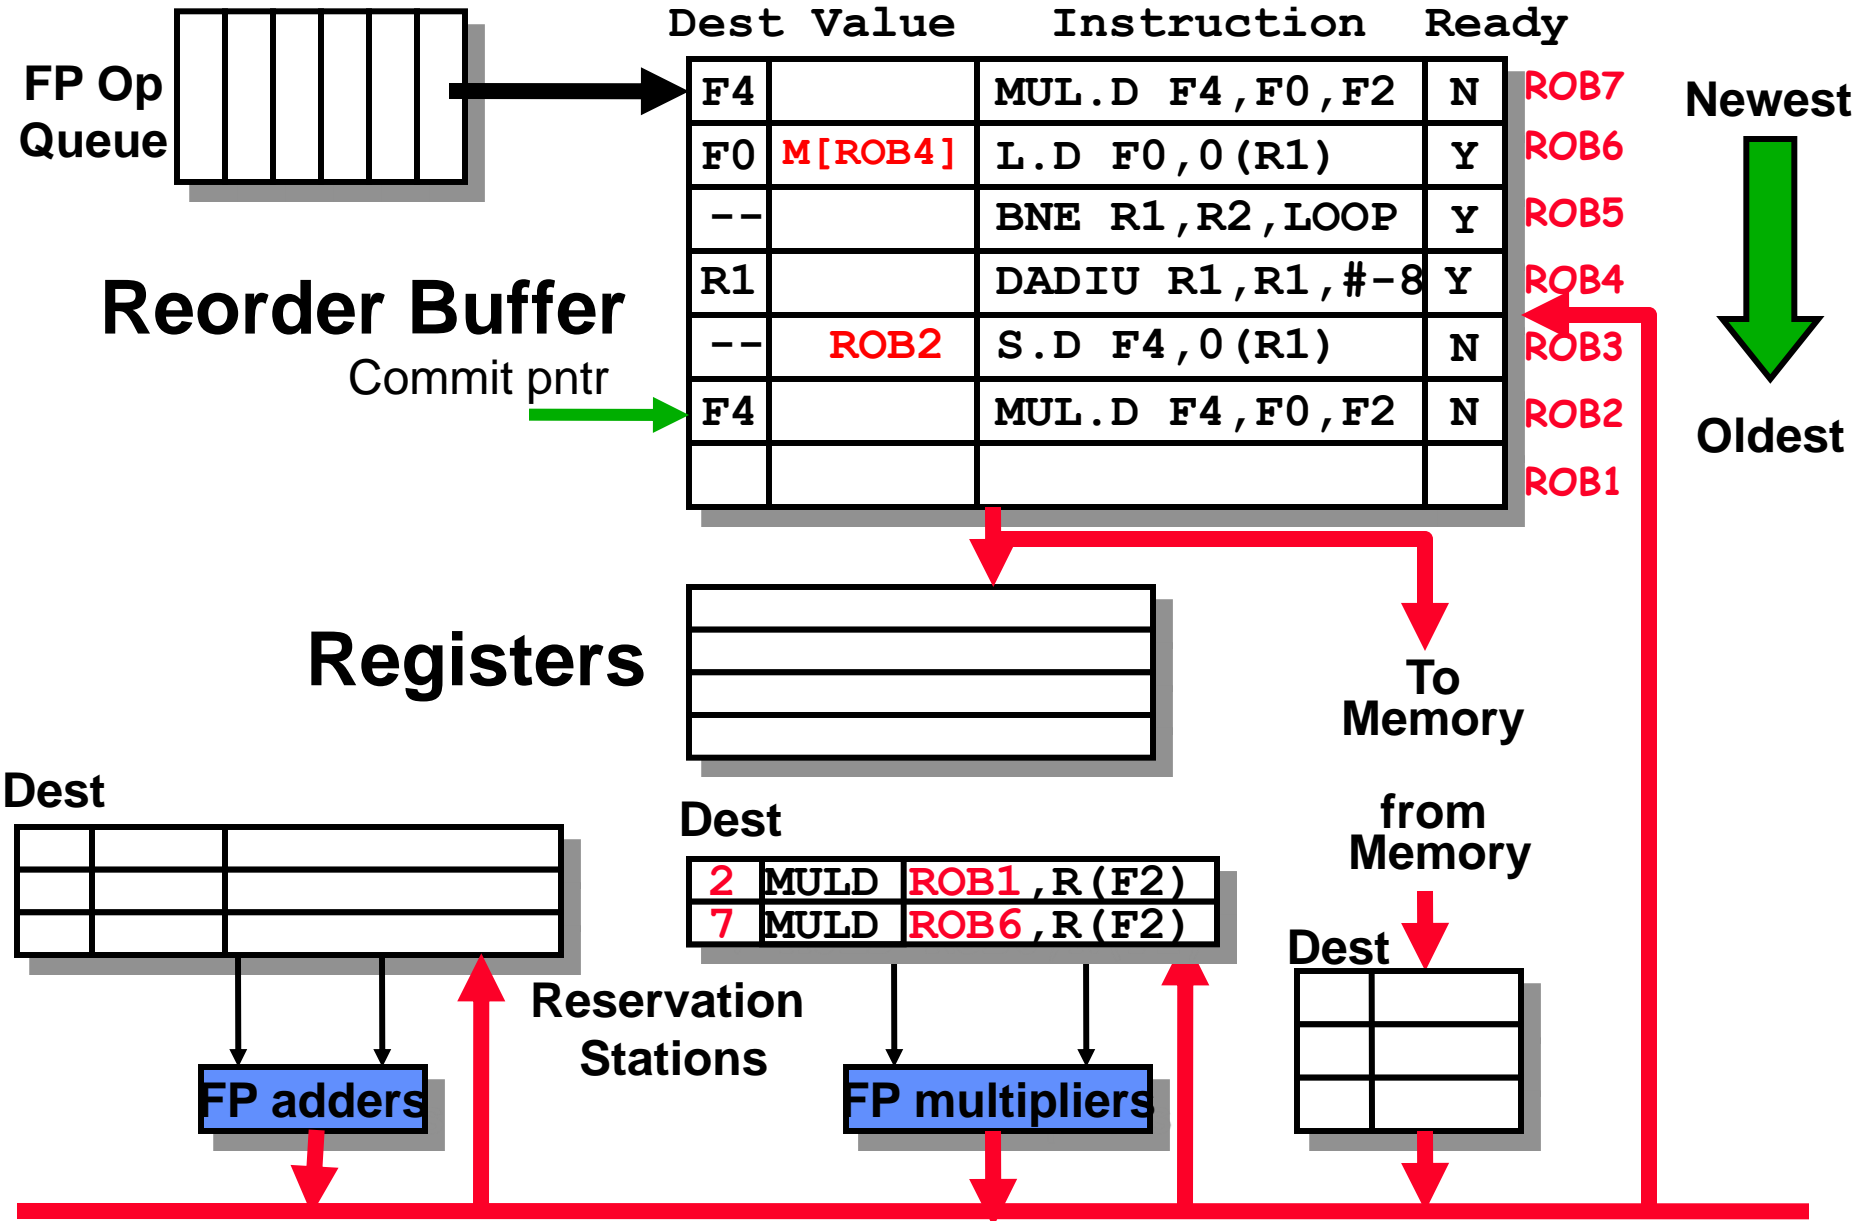 Dest Value Instruction Ready
FP Op
Queue
F4 MUL.D F4,F0,F2 N ROB7
F0 M[ROB4] L.D F0,0(R1) Y ROB6
-- BNE R1,R2,LOOP Y ROB5
R1 DADIU R1,R1,#-8 Y ROB4
-- ROB2 S.D F4,0(R1) N ROB3
F4 MUL.D F4,F0,F2 N ROB2
ROB1
Newest
Oldest
Reorder Buffer
Commit pntr
Registers
To
Memory
from
Memory
Dest
Dest
2 MULD ROB1,R(F2)
7 MULD ROB6,R(F2)
Dest
Reservation
Stations
FP adders
FP multipliers